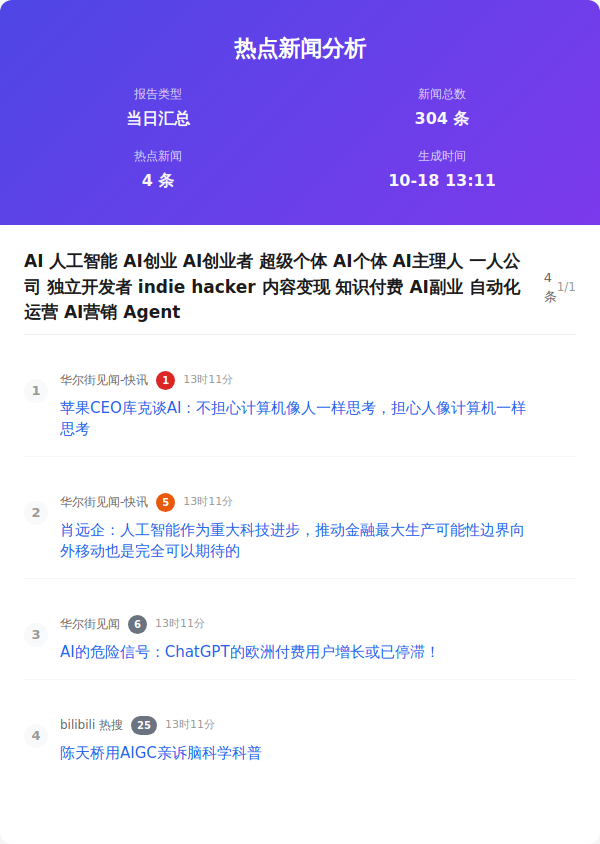 热点新闻分析
报告类型
当日汇总
新闻总数
304 条
热点新闻
4 条
生成时间
10-18 13:11
AI 人工智能 AI创业 AI创业者 超级个体 AI个体 AI主理人 一人公
司 独立开发者 indie hacker 内容变现 知识付费 AI副业 自动化
运营 AI营销 Agent
4
条
1/1
1
华尔街见闻-快讯 1 13时11分
苹果CEO库克谈AI：不担心计算机像人一样思考，担心人像计算机一样
思考
2
华尔街见闻-快讯 5 13时11分
肖远企：人工智能作为重大科技进步，推动金融最大生产可能性边界向
外移动也是完全可以期待的
3
华尔街见闻 6 13时11分
AI的危险信号：ChatGPT的欧洲付费用户增长或已停滞！
4
bilibili 热搜 25 13时11分
陈天桥用AIGC亲诉脑科学科普